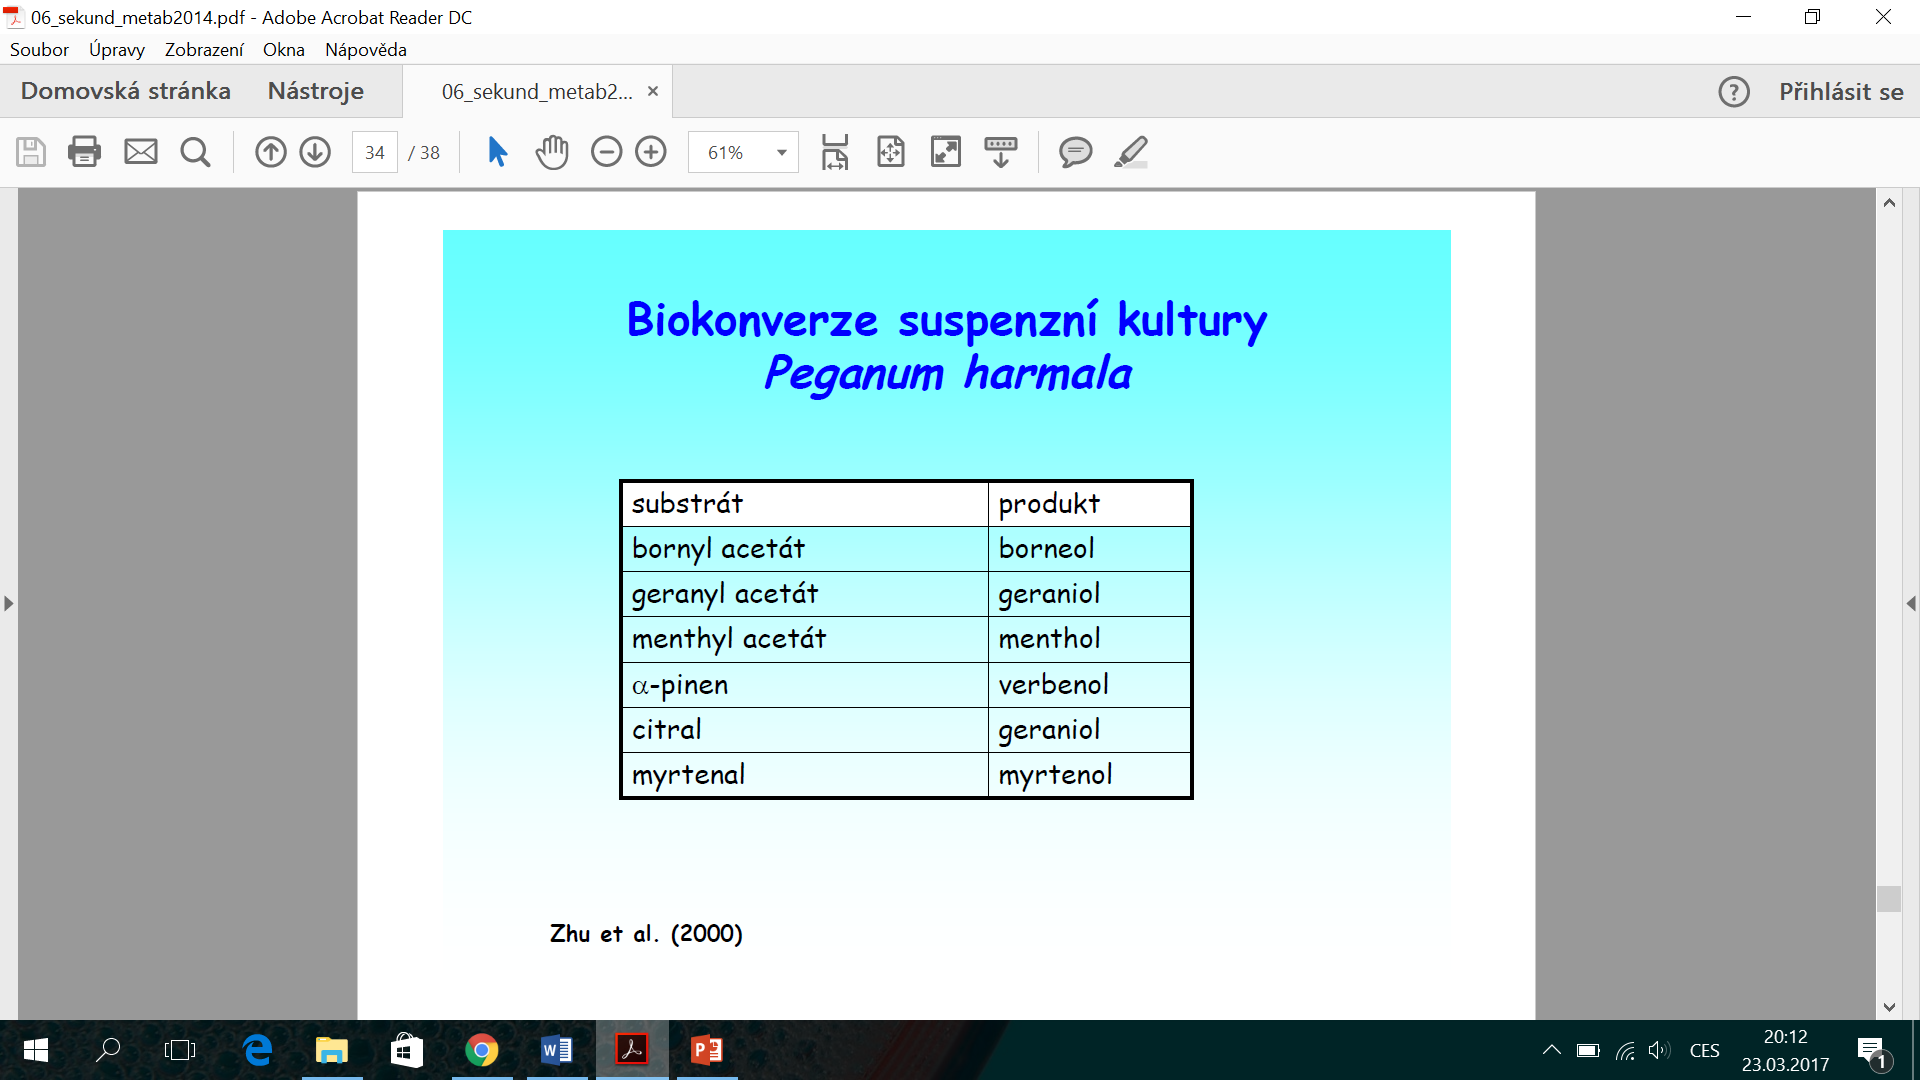 06_sekund_metab2014.pdf - Adobe Acrobat Reader DC
Soubor Úpravy Zobrazení Okna Nápověda
Domovská stránka Nástroje 06_sekund_metab2... × ? Přihlásit se
34 / 38 61%
Biokonverze suspenzní kultury
Peganum harmala
substrát produkt
bornyl acetát borneol
geranyl acetát geraniol
menthyl acetát menthol
α-pinen verbenol
citral geraniol
myrtenal myrtenol
Zhu et al. (2000)
CES
20:12
23.03.2017
1